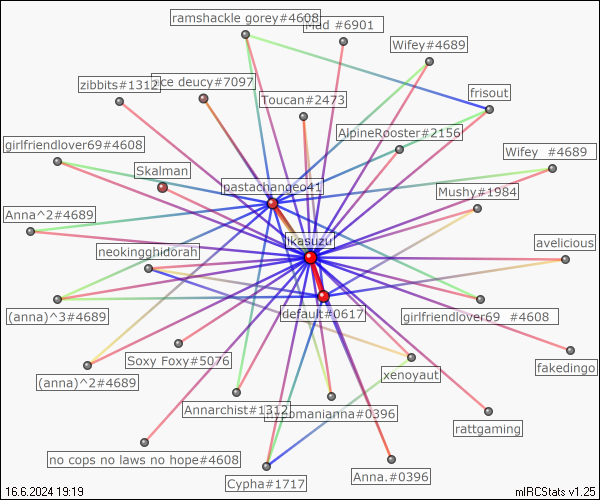 ramshackle gorey#4608
Mad #6901
Wifey#4689
zibbits#1312
ce deucy#7097
Toucan#2473
frisout
AlpineRooster#2156
girlfriendlover69#4608
Wifey #4689
Skalman
pastachangeo41
Mushy#1984
Anna^2#4689
ikasuzu
avelicious
neokingghidorah
(anna)^3#4689
default#0617
girlfriendlover69 #4608
Soxy Foxy#5076
fakedingo
(anna)^2#4689
xenoyaut
Annarchist#1312
omanianna#0396
rattgaming
no cops no laws no hope#4608
Anna.#0396
Cypha#1717
16.6.2024 19:19
mIRCStats v1.25